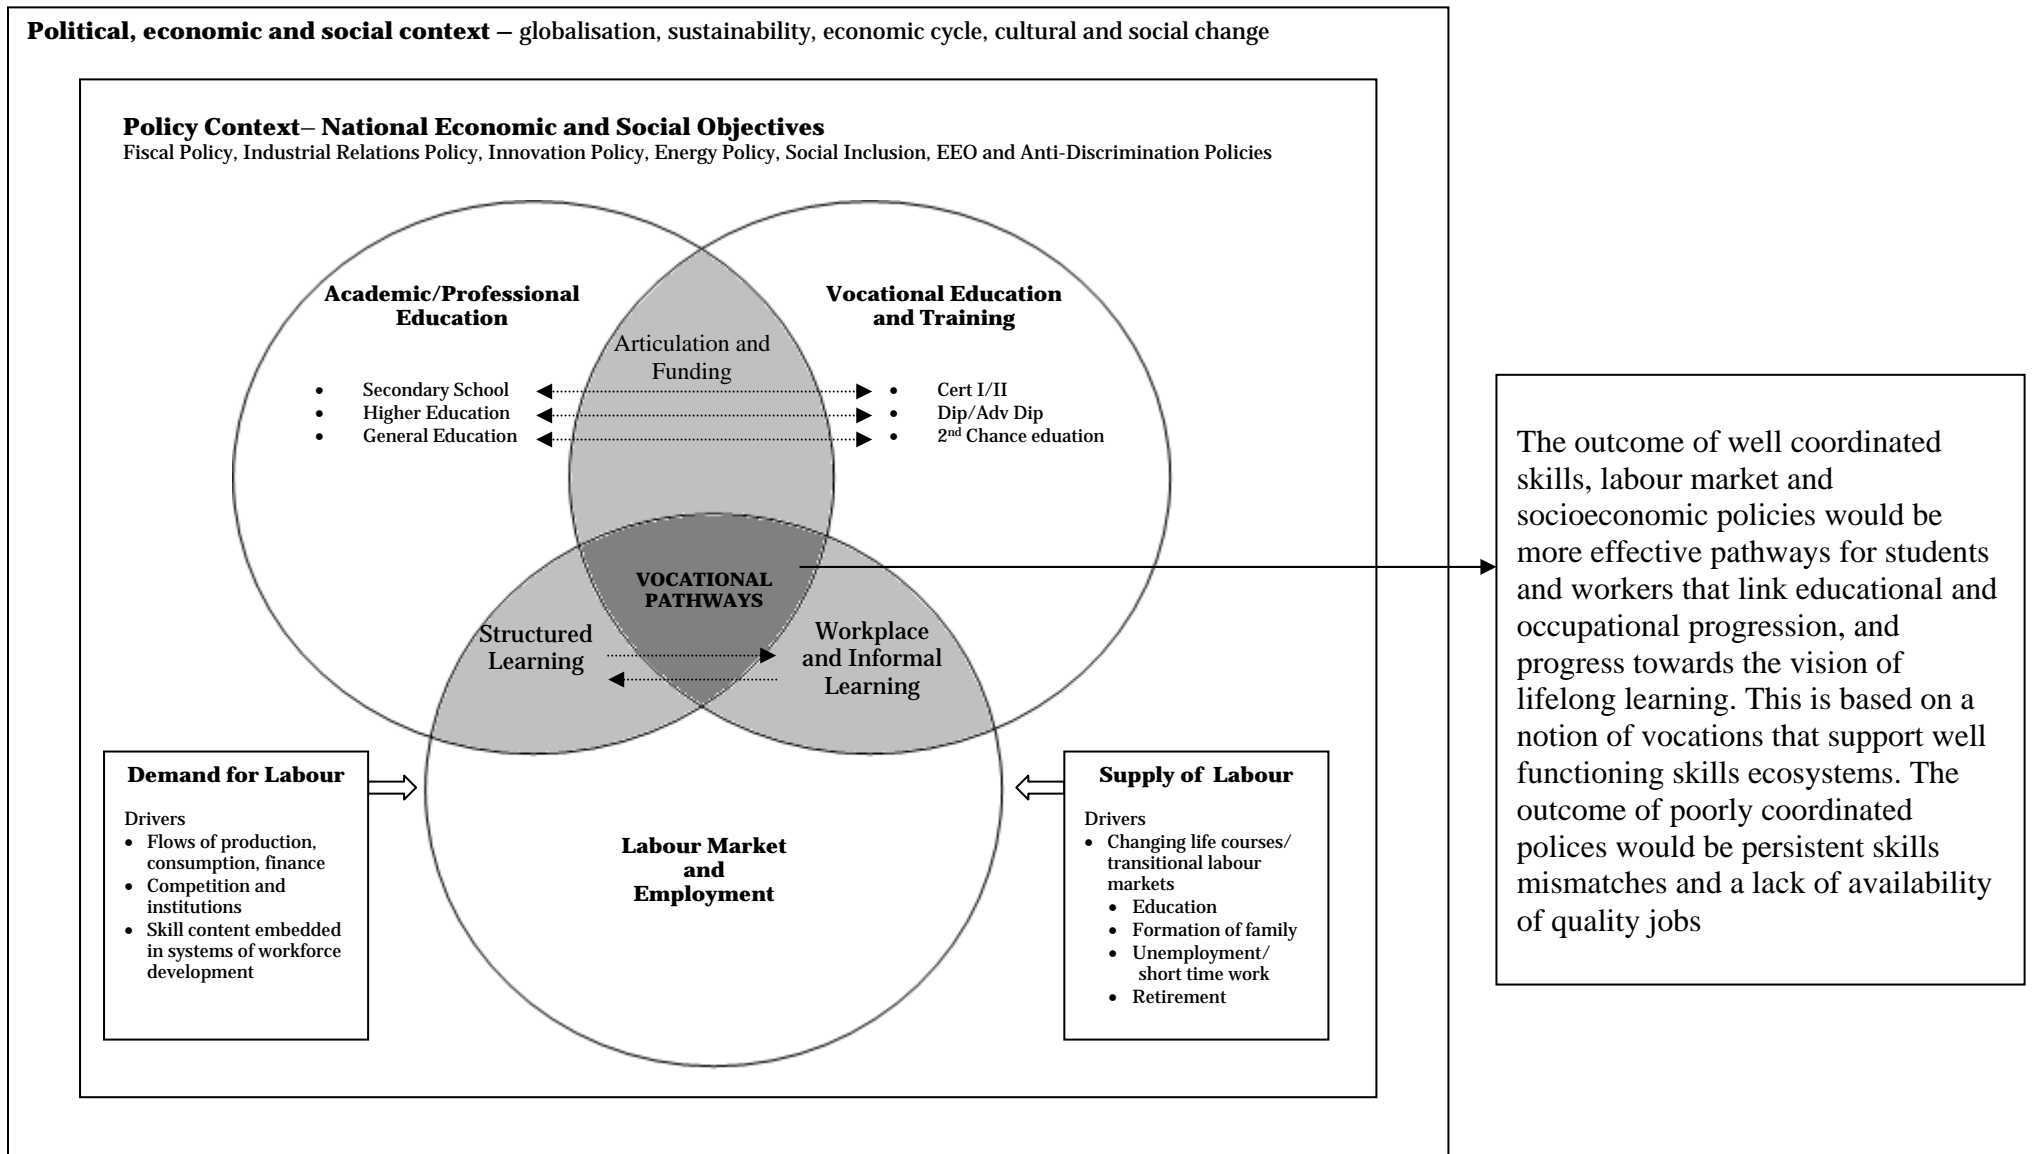 Political, economic and social context – globalisation, sustainability, economic cycle, cultural and social change
Policy Context– National Economic and Social Objectives
Fiscal Policy, Industrial Relations Policy, Innovation Policy, Energy Policy, Social Inclusion, EEO and Anti-Discrimination Policies
Academic/Professional
Education
• Secondary School
• Higher Education
• General Education
Articulation and
Funding
Vocational Education
and Training
• Cert I/II
• Dip/Adv Dip
• 2nd Chance eduation
VOCATIONAL
PATHWAYS
Structured
Learning
Workplace
and Informal
Learning
Demand for Labour
Drivers
• Flows of production,
consumption, finance
• Competition and
institutions
• Skill content embedded
in systems of workforce
development
Labour Market
and
Employment
Supply of Labour
Drivers
• Changing life courses/
transitional labour
markets
• Education
• Formation of family
• Unemployment/
short time work
• Retirement
The outcome of well coordinated
skills, labour market and
socioeconomic policies would be
more effective pathways for students
and workers that link educational and
occupational progression, and
progress towards the vision of
lifelong learning. This is based on a
notion of vocations that support well
functioning skills ecosystems. The
outcome of poorly coordinated
polices would be persistent skills
mismatches and a lack of availability
of quality jobs